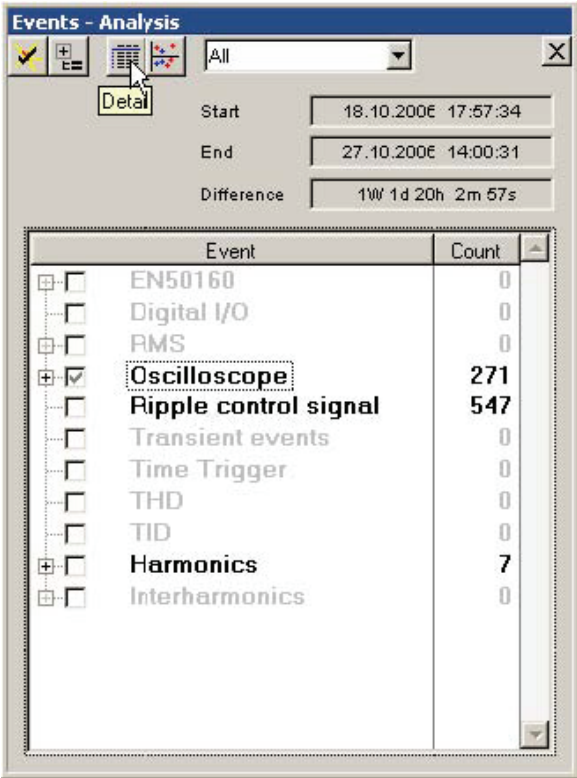 Events - Analysis
All
Detail
Start 18.10.2006 17:57:34
End 27.10.2006 14:00:31
Difference 1W 1d 20h 2m 57s
Event Count
EN50160 0
Digital I/O 0
RMS 0
Oscilloscope 271
Ripple control signal 547
Transient events 0
Time Trigger 0
THD 0
TID 0
Harmonics 7
Interharmonics 0